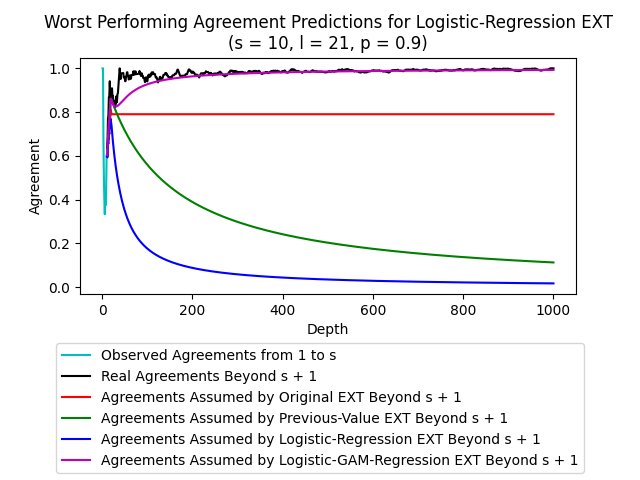 Worst Performing Agreement Predictions for Logistic-Regression EXT
(s = 10, l = 21, p = 0.9)
1.0
0.8
0.6
0.4
0.2
0.0
Agreement
0 200 400 600 800 1000
Depth
Observed Agreements from 1 to s
Real Agreements Beyond s + 1
Agreements Assumed by Original EXT Beyond s + 1
Agreements Assumed by Previous-Value EXT Beyond s + 1
Agreements Assumed by Logistic-Regression EXT Beyond s + 1
Agreements Assumed by Logistic-GAM-Regression EXT Beyond s + 1